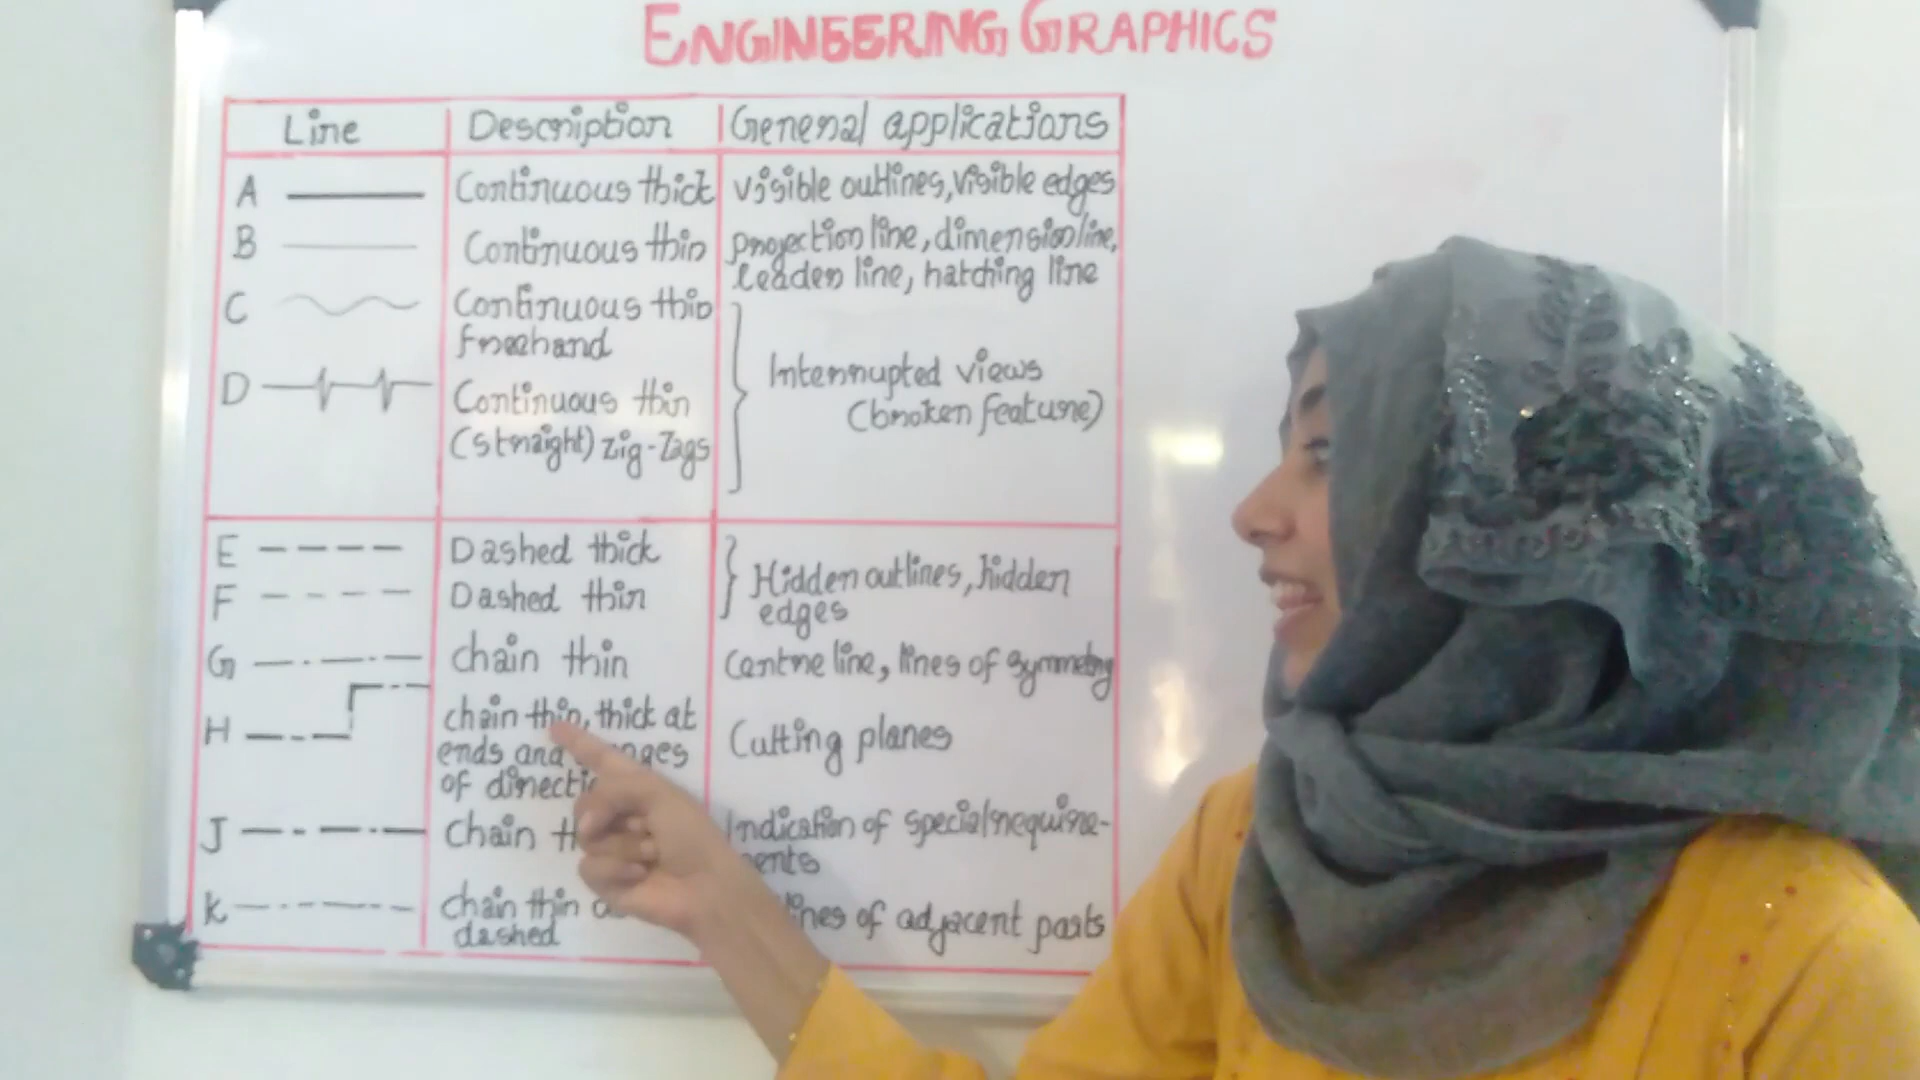 ENGINEERING GRAPHICS
Line Description General applications
A Continuous thick visible outlines, visible edges
B Continuous thin projection line, dimension line,
leader line, hatching line
C Continuous thin
freehand
Interrupted views
(broken feature)
D Continuous thin
(straight) zig-zags
E Dashed thick
F Dashed thin
Hidden outlines, hidden
edges
G chain thin Centre line, lines of symmetry
H chain thin, thick at
ends and
of
Cutting planes
J Chain Indication of special require-
K chain thin
dashed
of adjacent parts